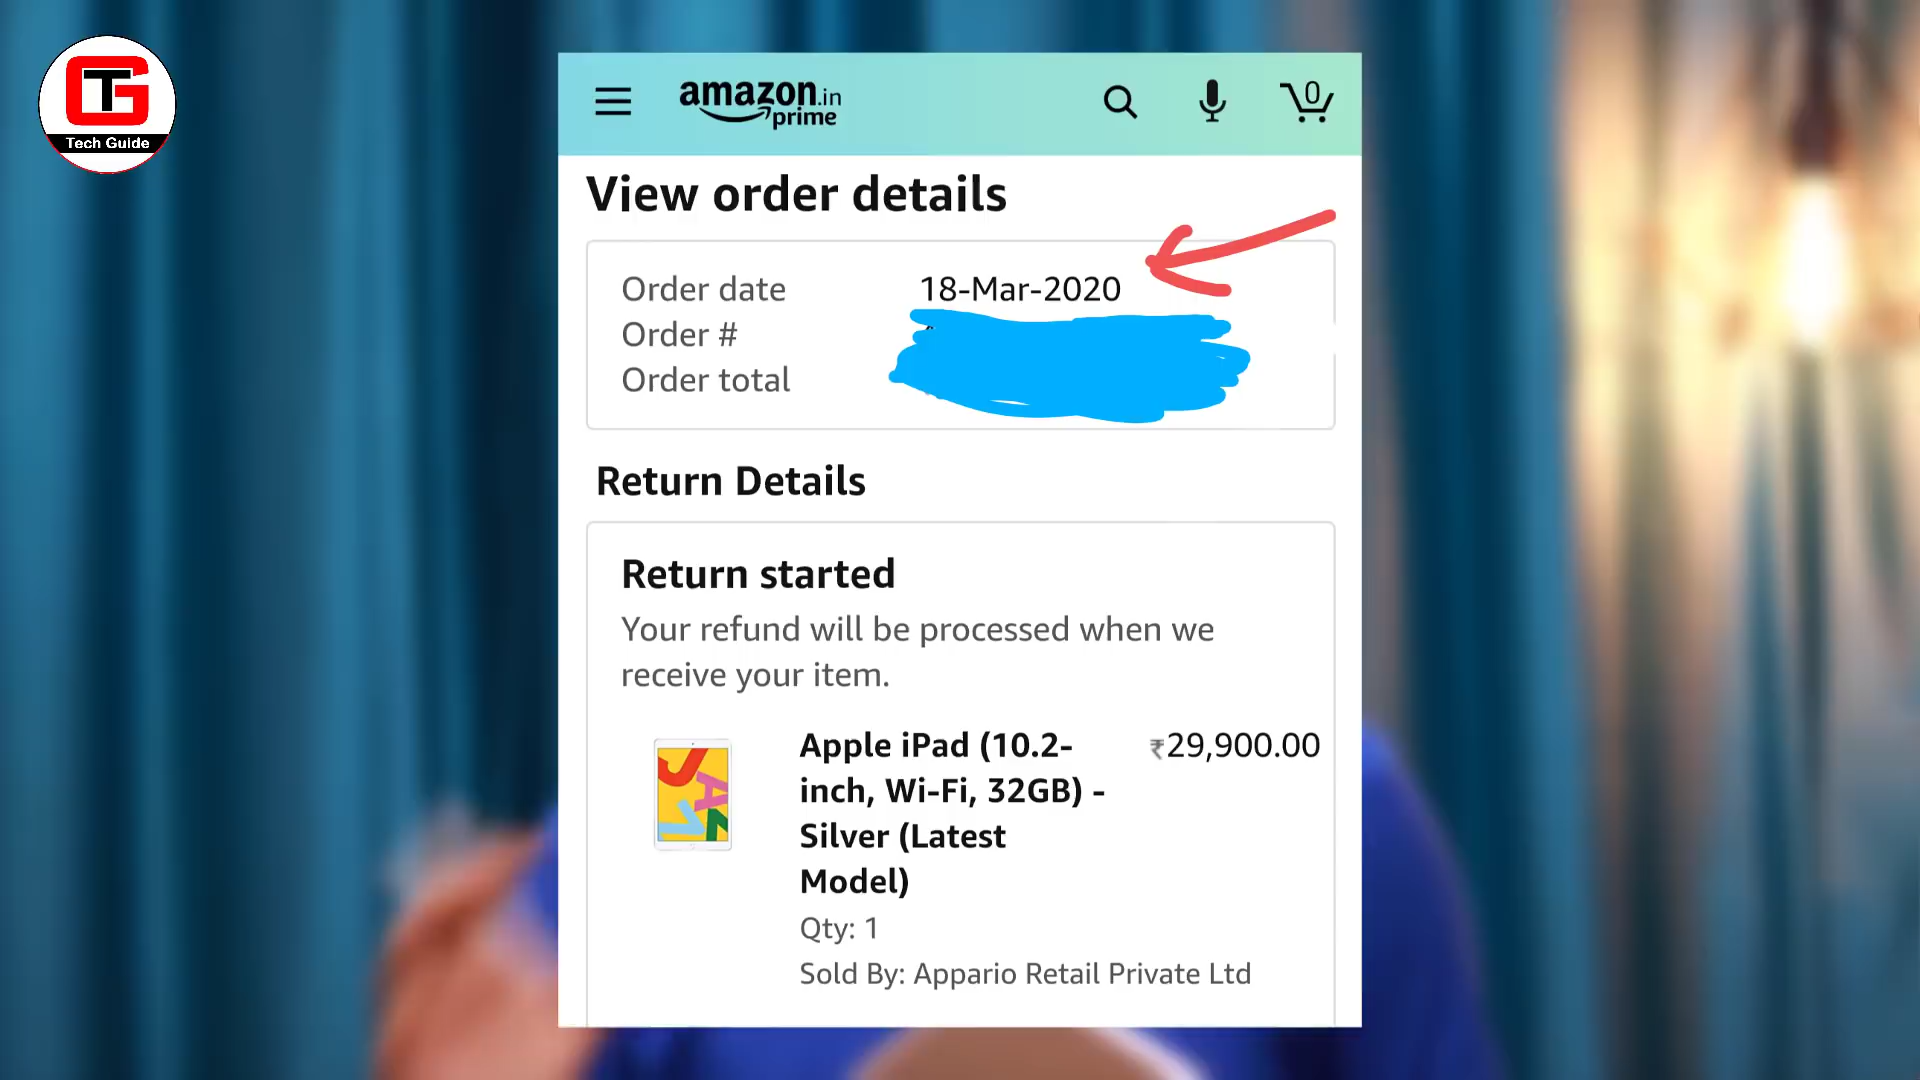 TG
Tech Guide
amazon.in
prime
0
View order details
Order date 18-Mar-2020
Order #
Order total
Return Details
Return started
Your refund will be processed when we
receive your item.
Apple iPad (10.2- ₹29,900.00
inch, Wi-Fi, 32GB) -
Silver (Latest
Model)
Qty: 1
Sold By: Appario Retail Private Ltd